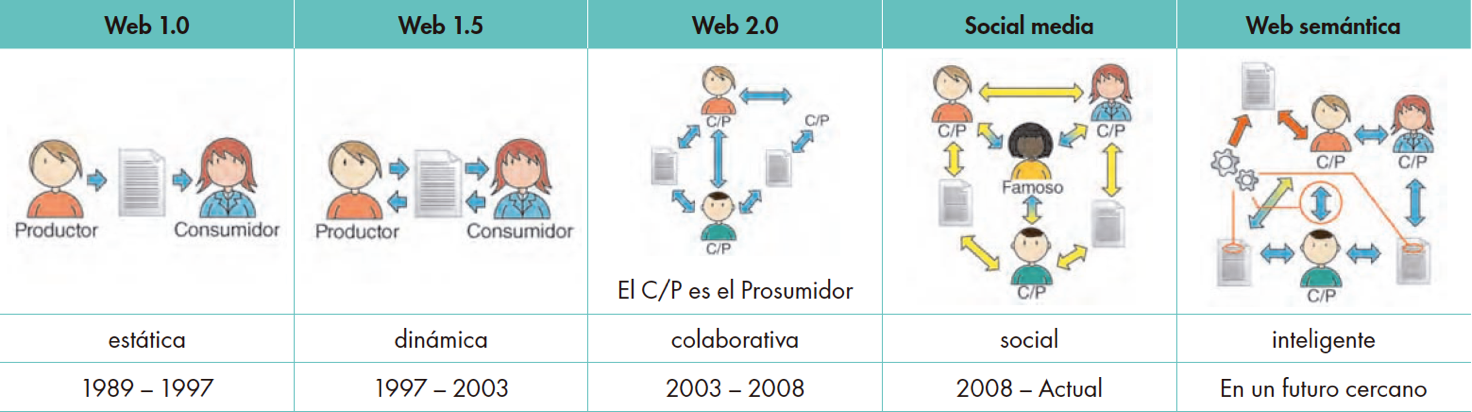 Web 1.0
Web 1.5
Web 2.0
Social media
Web semántica
Productor
Consumidor
Productor
Consumidor
C/P
C/P
C/P
El C/P es el Prosumidor
C/P
C/P
Famoso
C/P
C/P
C/P
C/P
estática
dinámica
colaborativa
social
inteligente
1989 – 1997
1997 – 2003
2003 – 2008
2008 – Actual
En un futuro cercano